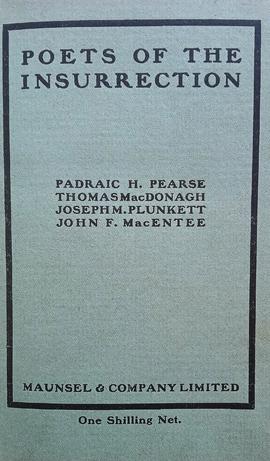 POETS OF THE
INSURRECTION
PADRAIC H. PEARSE
THOMAS MacDONAGH
JOSEPH M. PLUNKETT
JOHN F. MacENTEE
MAUNSEL & COMPANY LIMITED
One Shilling Net.